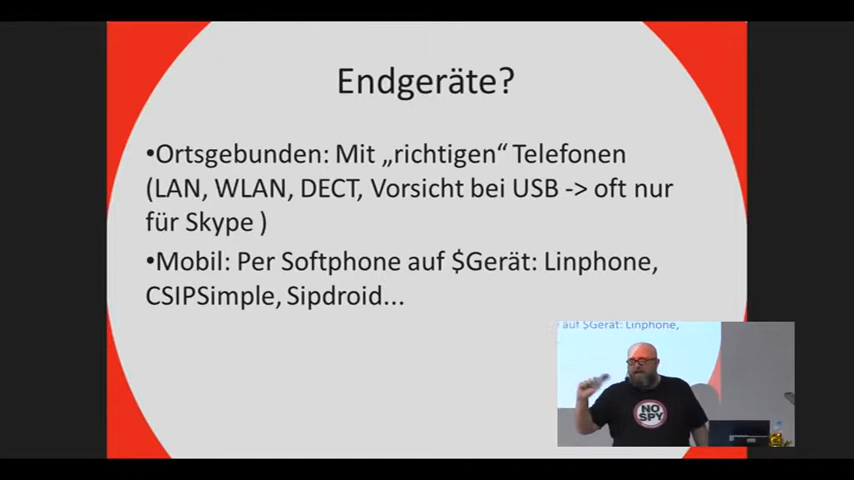 Endgeräte?
•Ortsgebunden: Mit „richtigen“ Telefonen
(LAN, WLAN, DECT, Vorsicht bei USB -> oft nur
für Skype )
•Mobil: Per Softphone auf $Gerät: Linphone,
CSIPSimple, Sipdroid...
auf $Gerät: Linphone,
NO
SPY